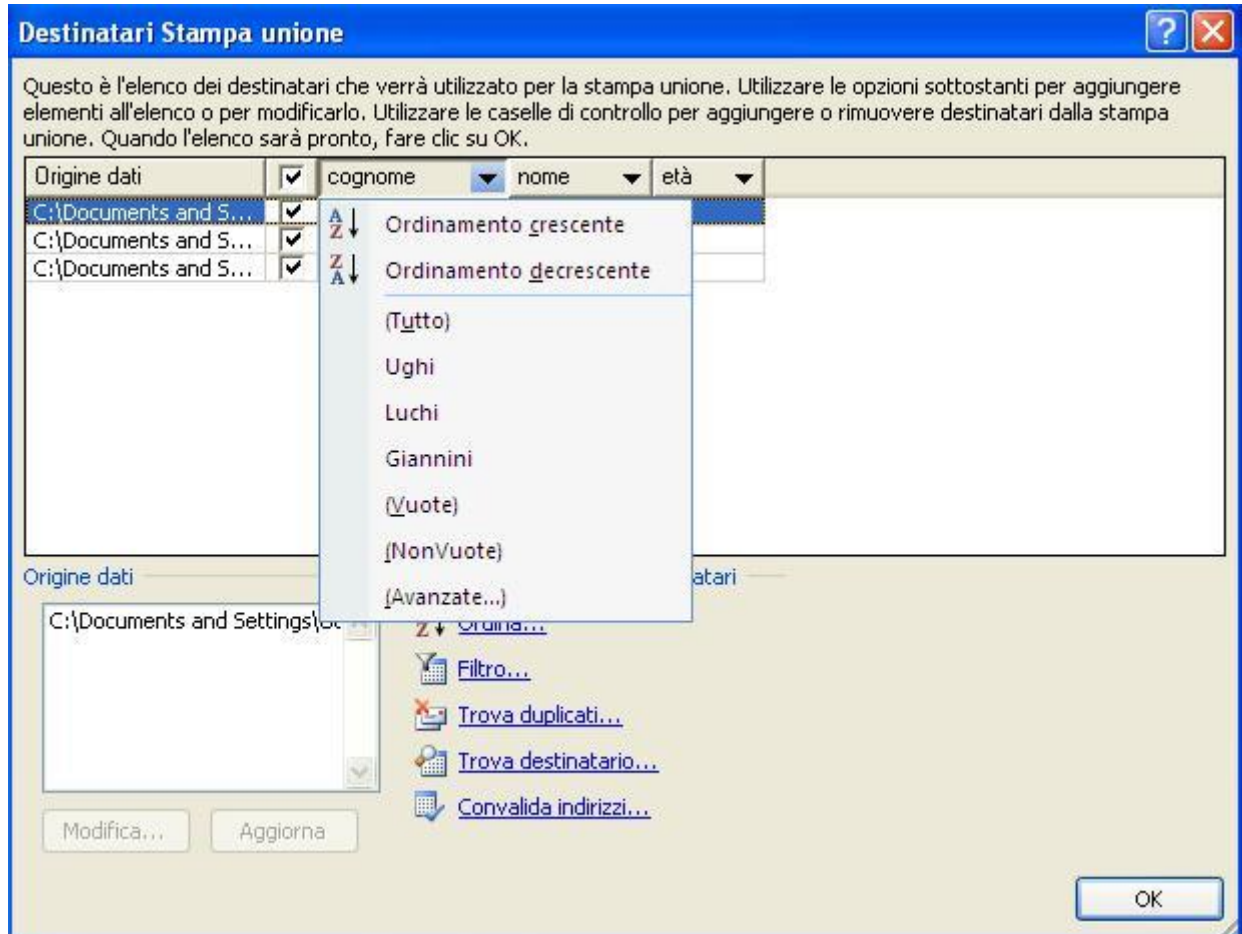 Destinatari Stampa unione
Questo è l'elenco dei destinatari che verrà utilizzato per la stampa unione. Utilizzare le opzioni sottostanti per aggiungere
elementi all'elenco o per modificarlo. Utilizzare le caselle di controllo per aggiungere o rimuovere destinatari dalla stampa
unione. Quando l'elenco sarà pronto, fare clic su OK.
Origine dati cognome nome età
C:\Documents and S...
C:\Documents and S...
C:\Documents and S...
Ordinamento crescente
Ordinamento decrescente
(Tutto)
Ughi
Luchi
Giannini
(Vuote)
(NonVuote)
(Avanzate...)
Origine dati atari
C:\Documents and Settings\
Ordina...
Filtro...
Trova duplicati...
Trova destinatario...
Convalida indirizzi...
Modifica... Aggiorna
OK